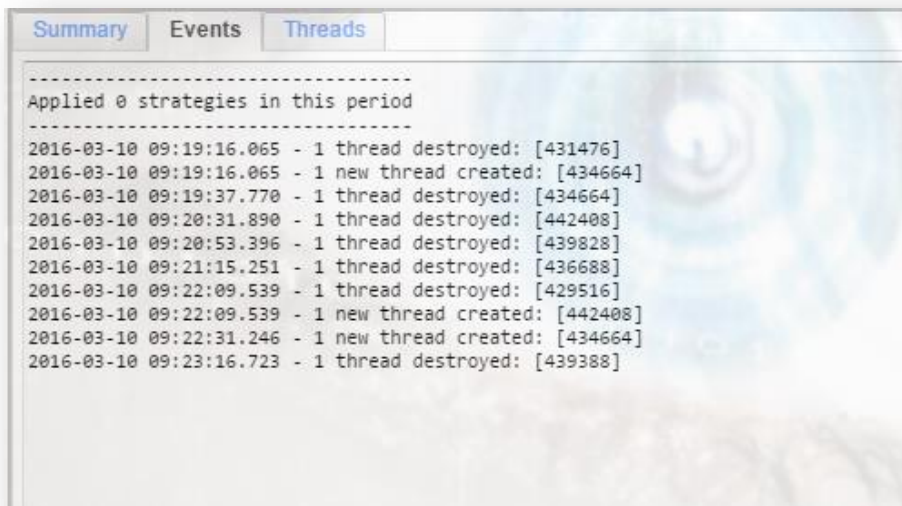 Summary Events Threads
-----------------------------------
Applied 0 strategies in this period
-----------------------------------
2016-03-10 09:19:16.065 - 1 thread destroyed: [431476]
2016-03-10 09:19:16.065 - 1 new thread created: [434664]
2016-03-10 09:19:37.770 - 1 thread destroyed: [434664]
2016-03-10 09:20:31.890 - 1 thread destroyed: [442408]
2016-03-10 09:20:53.396 - 1 thread destroyed: [439828]
2016-03-10 09:21:15.251 - 1 thread destroyed: [436688]
2016-03-10 09:22:09.539 - 1 thread destroyed: [429516]
2016-03-10 09:22:09.539 - 1 new thread created: [442408]
2016-03-10 09:22:31.246 - 1 new thread created: [434664]
2016-03-10 09:23:16.723 - 1 thread destroyed: [439388]